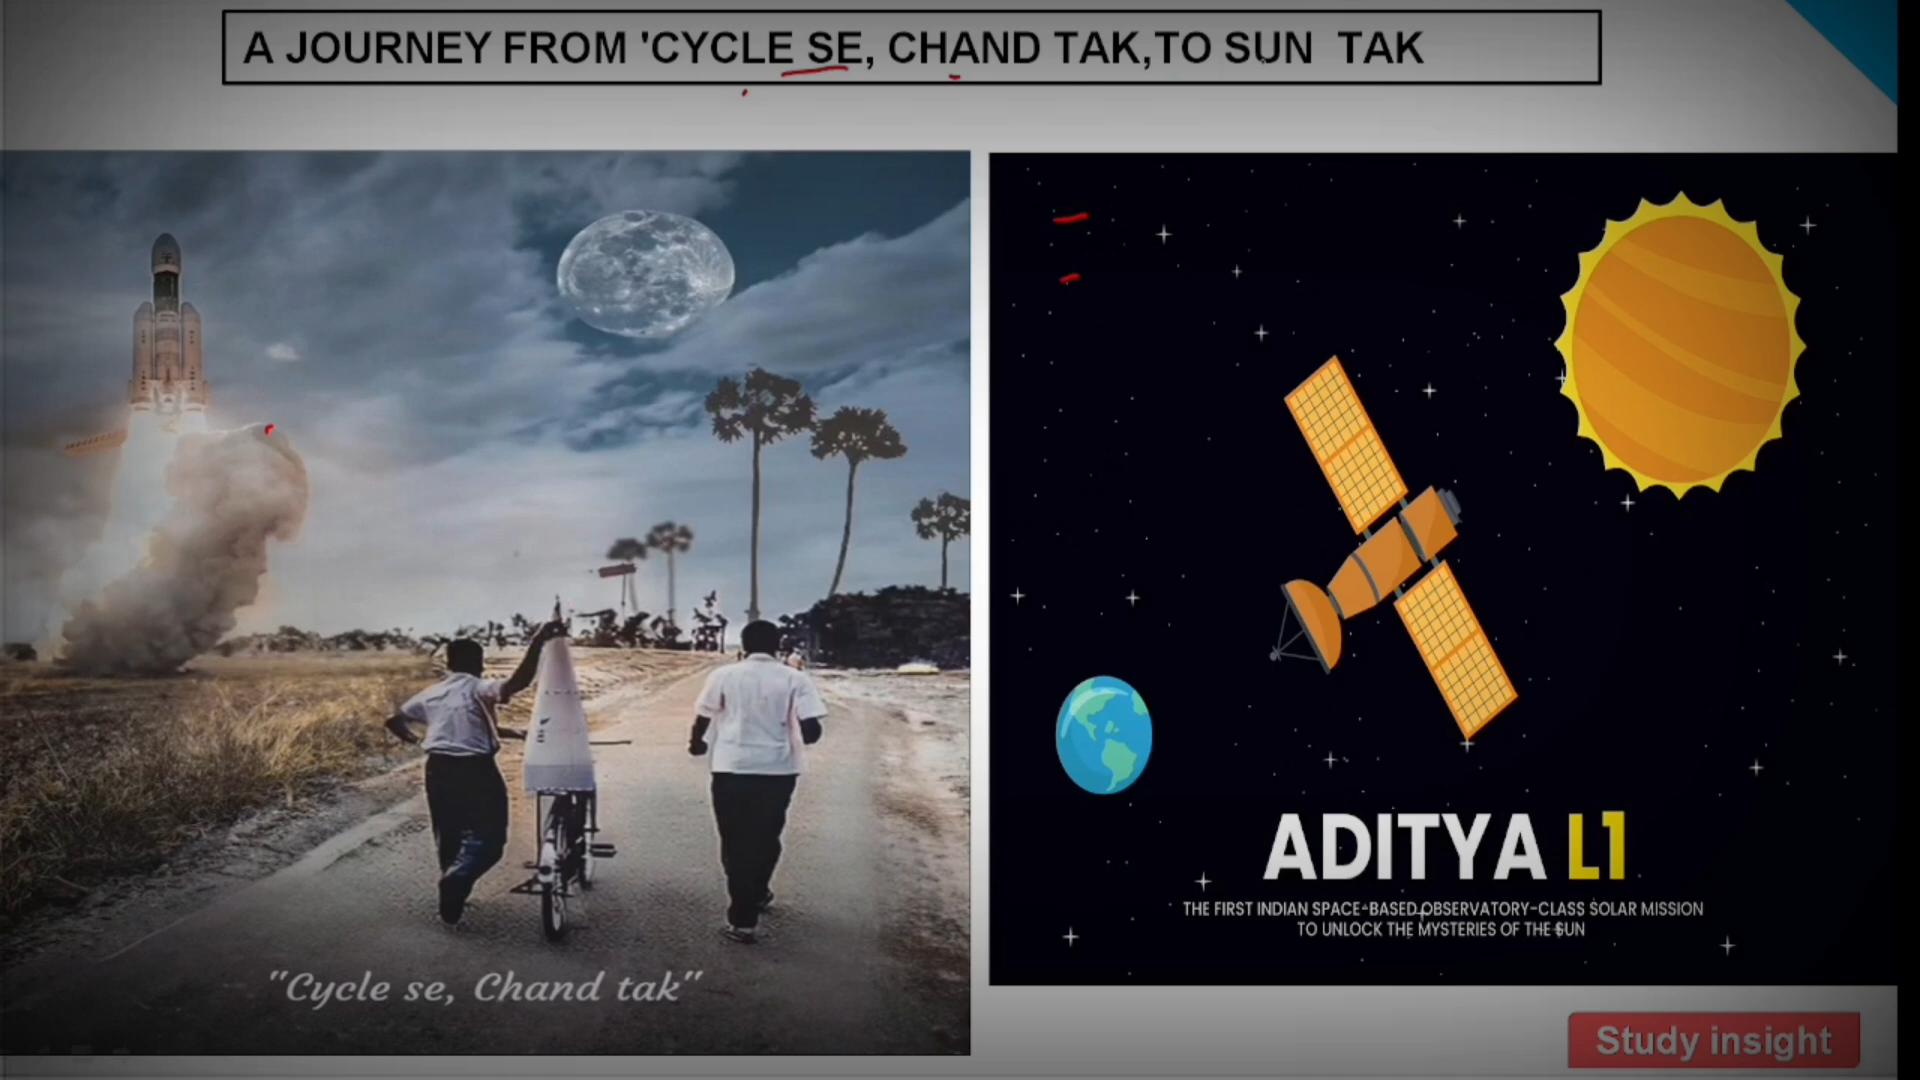 A JOURNEY FROM 'CYCLE SE, CHAND TAK,TO SUN TAK
"Cycle se, Chand tak"
ADITYA L1
THE FIRST INDIAN SPACE-BASED OBSERVATORY-CLASS SOLAR MISSION
TO UNLOCK THE MYSTERIES OF THE SUN
Study insight